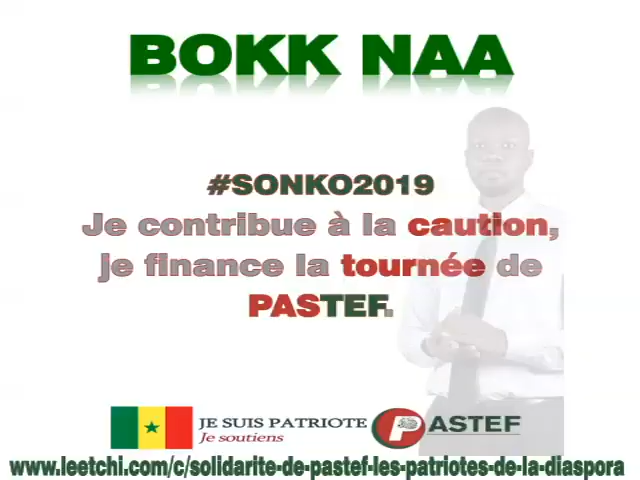 BOKK NAA
#SONKO2019
Je contribue à la caution,
je finance la tournée de
PASTEF.
JE SUIS PATRIOTE
Je soutiens
PASTEF
www.leetchi.com/c/solidarite-de-pastef-les-patriotes-de-la-diaspora